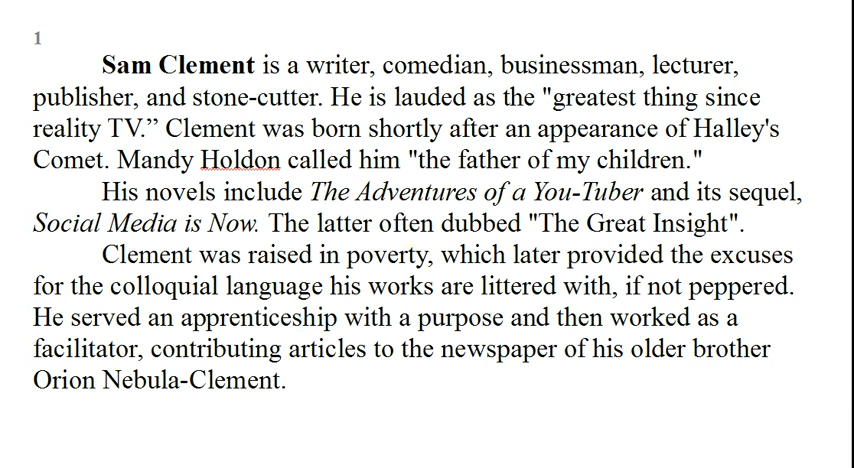 1
Sam Clement is a writer, comedian, businessman, lecturer,
publisher, and stone-cutter. He is lauded as the "greatest thing since
reality TV.” Clement was born shortly after an appearance of Halley's
Comet. Mandy Holdon called him "the father of my children."
His novels include The Adventures of a You-Tuber and its sequel,
Social Media is Now. The latter often dubbed "The Great Insight".
Clement was raised in poverty, which later provided the excuses
for the colloquial language his works are littered with, if not peppered.
He served an apprenticeship with a purpose and then worked as a
facilitator, contributing articles to the newspaper of his older brother
Orion Nebula-Clement.